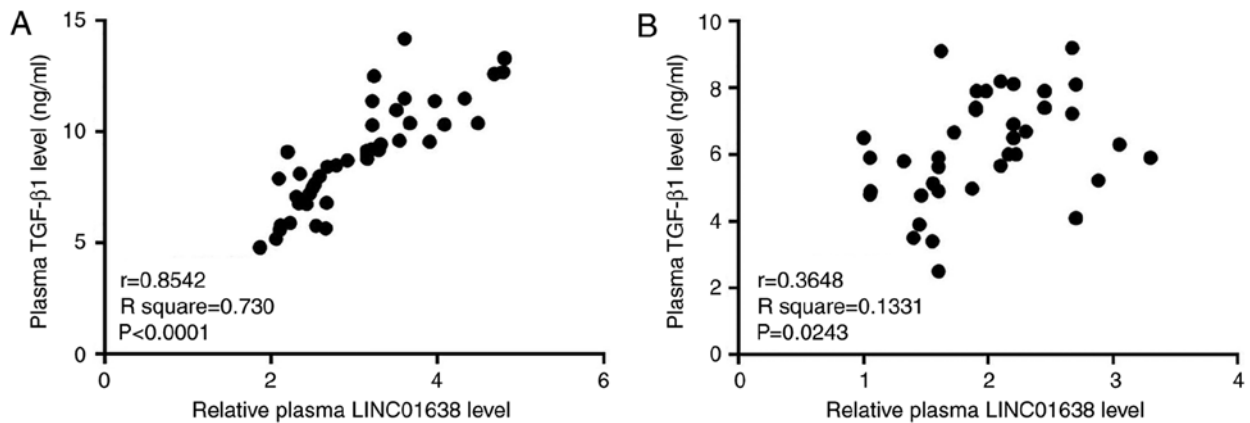 A
Plasma TGF-β1 level (ng/ml)
15
10
5
0
r=0.8542
R square=0.730
P<0.0001
0 2 4 6
Relative plasma LINC01638 level
B
Plasma TGF-β1 level (ng/ml)
10
8
6
4
2
0
r=0.3648
R square=0.1331
P=0.0243
0 1 2 3 4
Relative plasma LINC01638 level